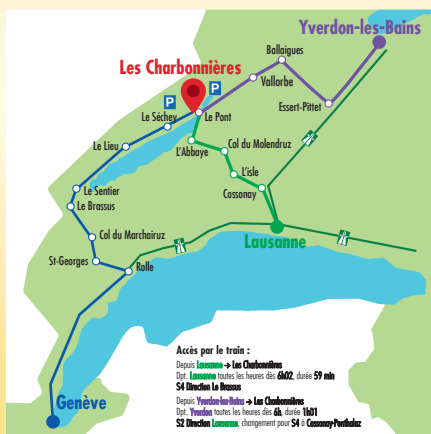 Yverdon-les-Bains
Ballaigues
Les Charbonnières
Vallorbe
P
P
Essert-Pittet
Le Pont
Le Séchey
Le Lieu
L'Abbaye
Col du Molendruz
L'isle
Le Sentier
Cossonay
Le Brassus
Col du Marchairuz
Lausanne
St-Georges
Rolle
Genève
Accès par le train :
Depuis Lausanne → Les Charbonnières
Dpt. Lausanne toutes les heures dès 6h02, durée 59 min
S4 Direction Le Brassus
Depuis Yverdon-les-Bains → Les Charbonnières
Dpt. Yverdon toutes les heures dès 6h, durée 1h01
S2 Direction Lausanne, changement pour S4 à Cossonay-Penthalaz